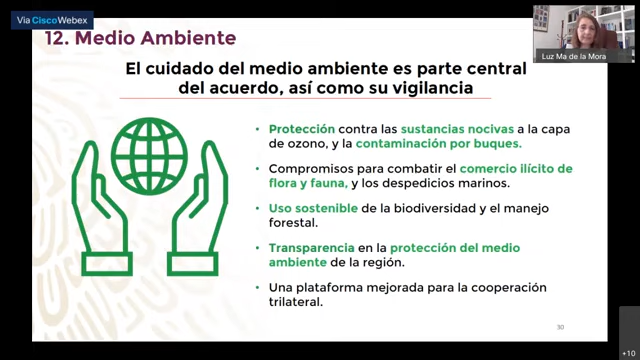 Via Cisco Webex
12. Medio Ambiente
Luz Ma de la Mora
El cuidado del medio ambiente es parte central
del acuerdo, así como su vigilancia
• Protección contra las sustancias nocivas a la capa
de ozono, y la contaminación por buques.
• Compromisos para combatir el comercio ilícito de
flora y fauna, y los despedicios marinos.
• Uso sostenible de la biodiversidad y el manejo
forestal.
• Transparencia en la protección del medio
ambiente de la región.
• Una plataforma mejorada para la cooperación
trilateral.
30
+10